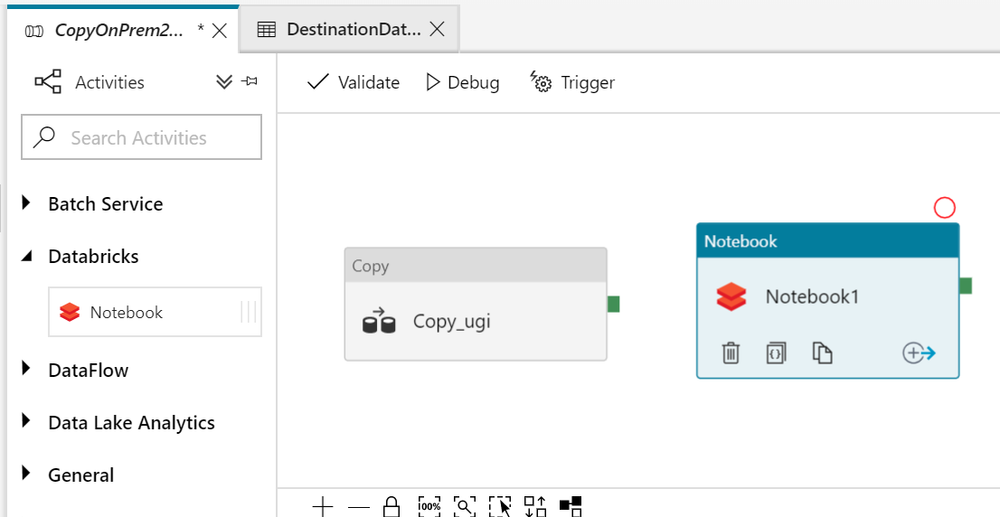 CopyOnPrem2... *
DestinationDat...
Activities
Validate
Debug
Trigger
Search Activities
Batch Service
Databricks
Notebook
DataFlow
Data Lake Analytics
General
Copy
Copy_ugi
Notebook
Notebook1
100%